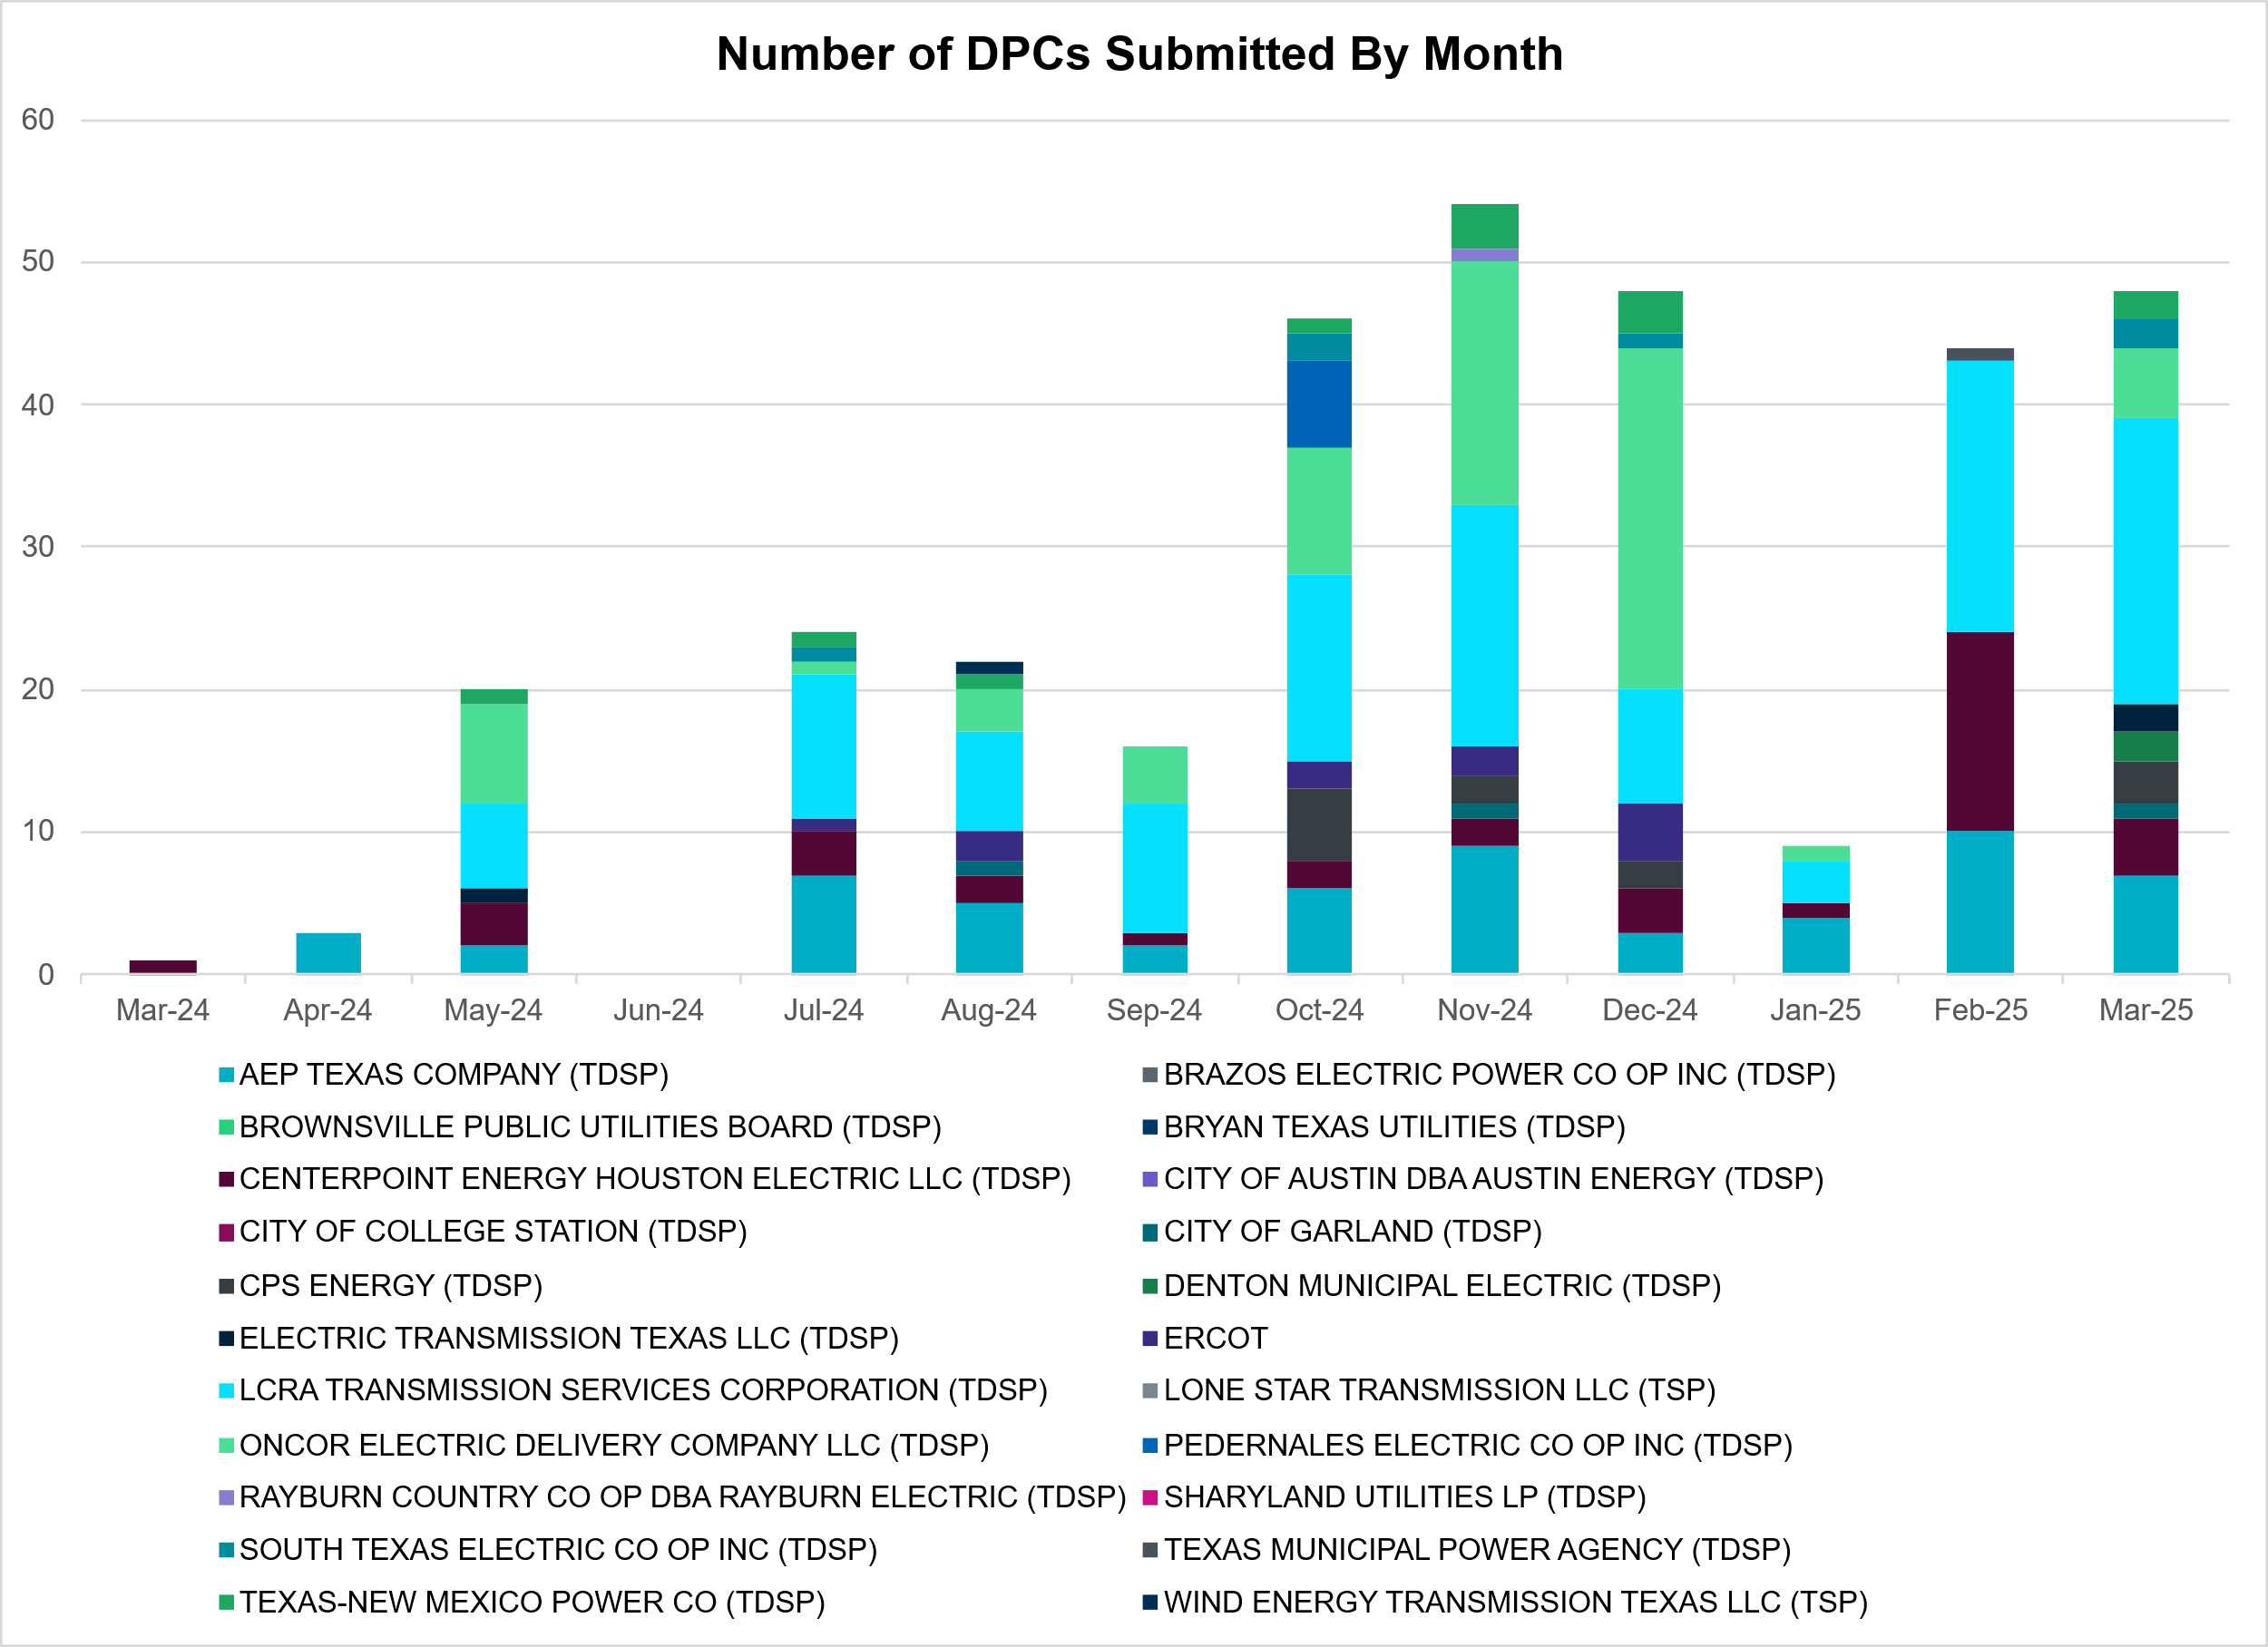 Number of DPCs Submitted By Month
60
50
40
30
20
10
0
Mar-24 Apr-24 May-24 Jun-24 Jul-24 Aug-24 Sep-24 Oct-24 Nov-24 Dec-24 Jan-25 Feb-25 Mar-25
AEP TEXAS COMPANY (TDSP) BRAZOS ELECTRIC POWER CO OP INC (TDSP)
BROWNSVILLE PUBLIC UTILITIES BOARD (TDSP) BRYAN TEXAS UTILITIES (TDSP)
CENTERPOINT ENERGY HOUSTON ELECTRIC LLC (TDSP) CITY OF AUSTIN DBA AUSTIN ENERGY (TDSP)
CITY OF COLLEGE STATION (TDSP) CITY OF GARLAND (TDSP)
CPS ENERGY (TDSP) DENTON MUNICIPAL ELECTRIC (TDSP)
ELECTRIC TRANSMISSION TEXAS LLC (TDSP) ERCOT
LCRA TRANSMISSION SERVICES CORPORATION (TDSP) LONE STAR TRANSMISSION LLC (TSP)
ONCOR ELECTRIC DELIVERY COMPANY LLC (TDSP) PEDERNALES ELECTRIC CO OP INC (TDSP)
RAYBURN COUNTRY CO OP DBA RAYBURN ELECTRIC (TDSP) SHARYLAND UTILITIES LP (TDSP)
SOUTH TEXAS ELECTRIC CO OP INC (TDSP) TEXAS MUNICIPAL POWER AGENCY (TDSP)
TEXAS-NEW MEXICO POWER CO (TDSP) WIND ENERGY TRANSMISSION TEXAS LLC (TSP)